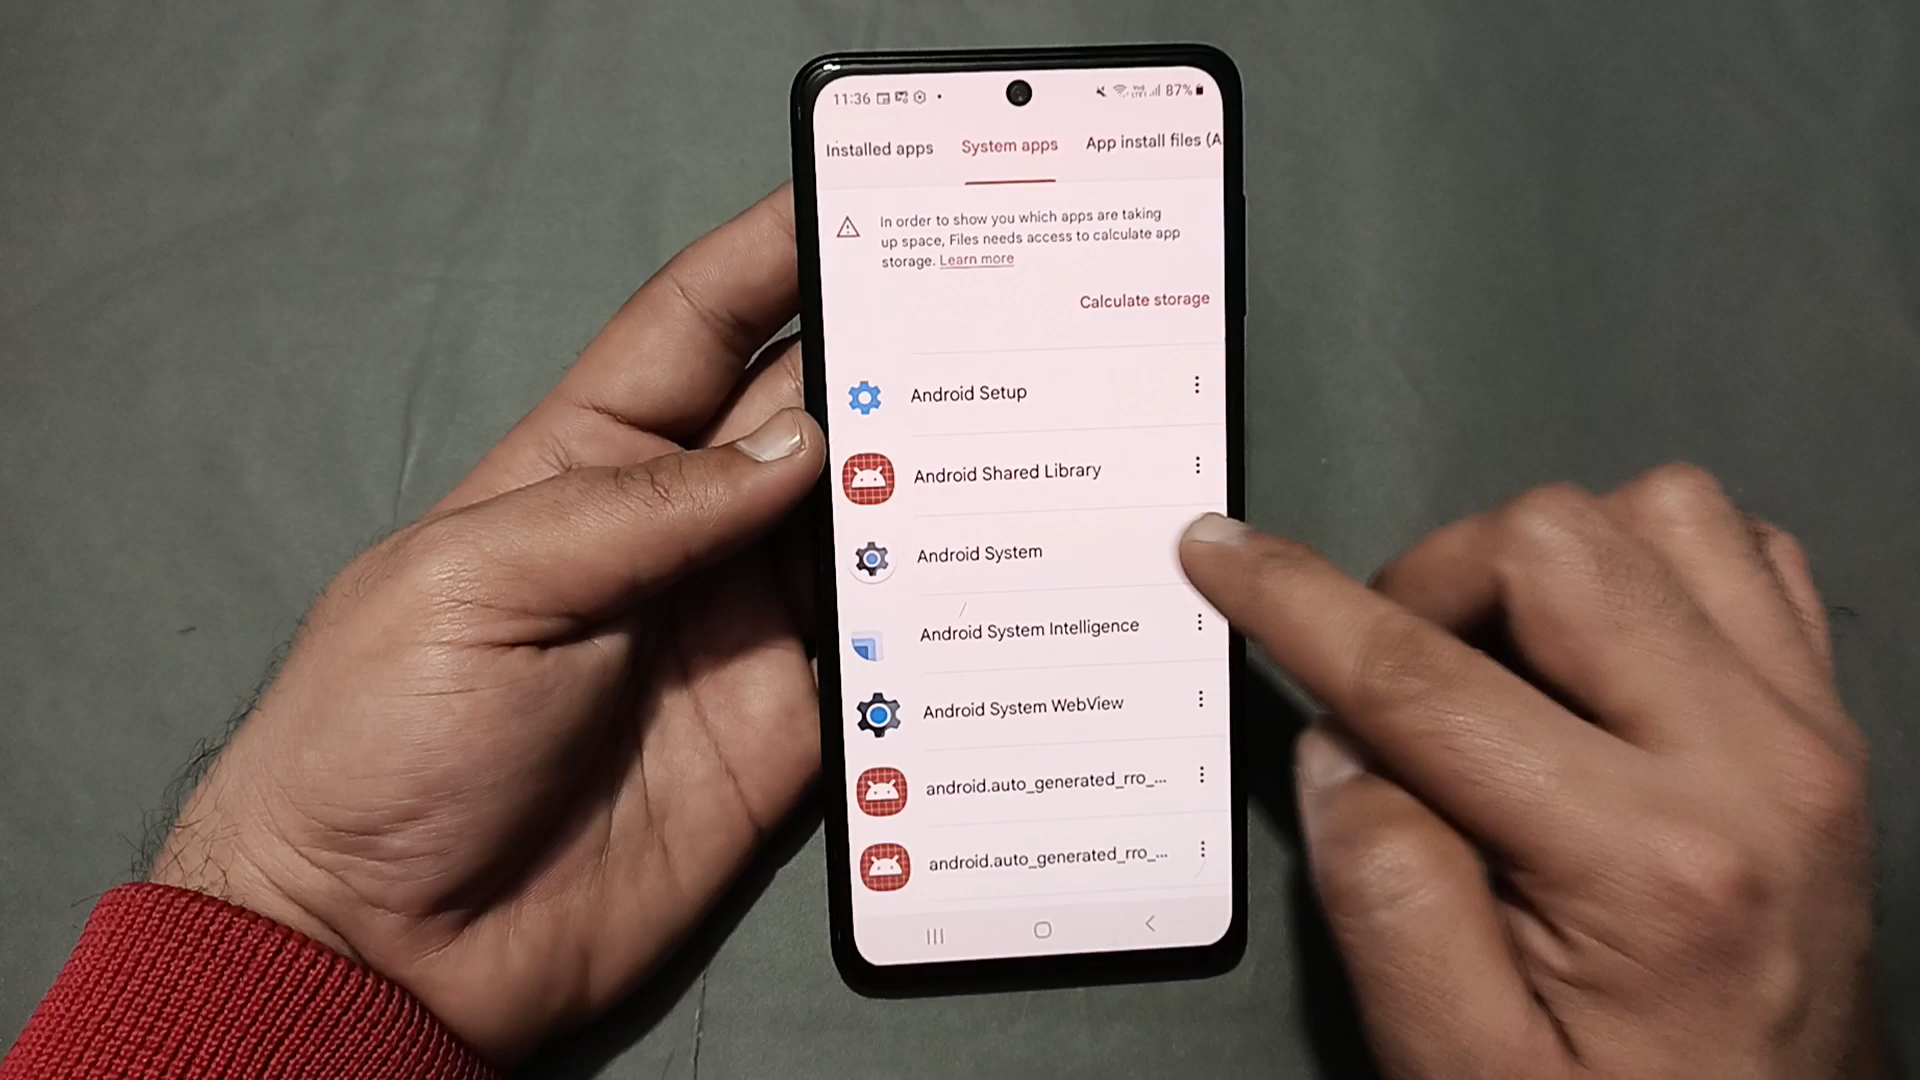 11:36 87%
Installed apps System apps App install files (A
In order to show you which apps are taking
up space, Files needs access to calculate app
storage. Learn more
Calculate storage
Android Setup
Android Shared Library
Android System
Android System Intelligence
Android System WebView
android.auto_generated_rro_...
android.auto_generated_rro_...